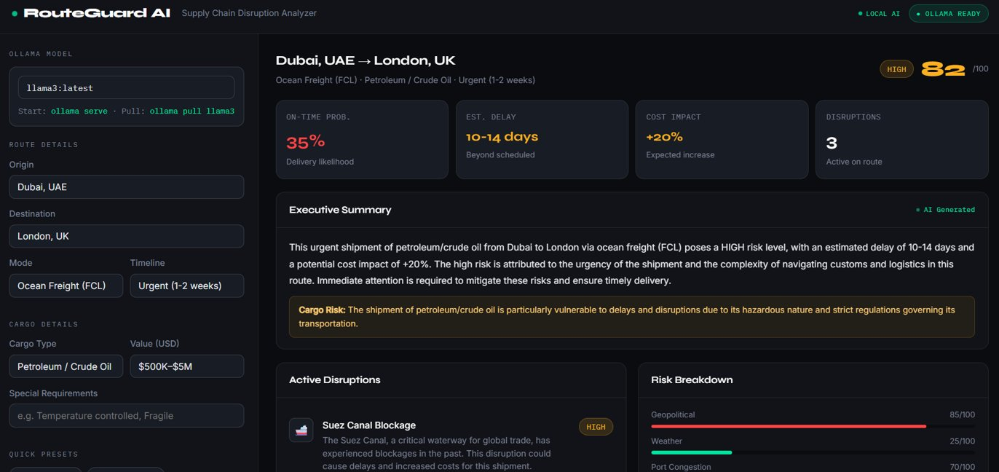 RouteGuard AI
Supply Chain Disruption Analyzer
LOCAL AI
OLLAMA READY
OLLAMA MODEL
llama3:latest
Start: ollama serve · Pull: ollama pull llama3
ROUTE DETAILS
Origin
Dubai, UAE
Destination
London, UK
Mode
Timeline
Ocean Freight (FCL)
Urgent (1-2 weeks)
CARGO DETAILS
Cargo Type
Value (USD)
Petroleum / Crude Oil
$500K–$5M
Special Requirements
e.g. Temperature controlled, Fragile
QUICK PRESETS
Dubai, UAE → London, UK
Ocean Freight (FCL) · Petroleum / Crude Oil · Urgent (1-2 weeks)
HIGH
82
/100
ON-TIME PROB.
35%
Delivery likelihood
EST. DELAY
10-14 days
Beyond scheduled
COST IMPACT
+20%
Expected increase
DISRUPTIONS
3
Active on route
Executive Summary
AI Generated
This urgent shipment of petroleum/crude oil from Dubai to London via ocean freight (FCL) poses a HIGH risk level, with an estimated delay of 10-14 days and
a potential cost impact of +20%. The high risk is attributed to the urgency of the shipment and the complexity of navigating customs and logistics in this
route. Immediate attention is required to mitigate these risks and ensure timely delivery.
Cargo Risk: The shipment of petroleum/crude oil is particularly vulnerable to delays and disruptions due to its hazardous nature and strict regulations governing its
transportation.
Active Disruptions
Suez Canal Blockage
HIGH
The Suez Canal, a critical waterway for global trade, has
experienced blockages in the past. This disruption could
cause delays and increased costs for this shipment.
Risk Breakdown
Geopolitical
85/100
Weather
25/100
Port Congestion
70/100